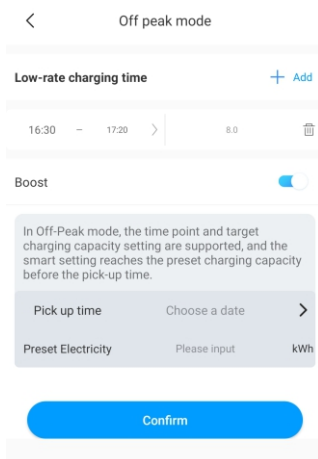 Off peak mode
Low-rate charging time + Add
16:30 – 17:20 8.0
Boost
In Off-Peak mode, the time point and target
charging capacity setting are supported, and the
smart setting reaches the preset charging capacity
before the pick-up time.
Pick up time Choose a date
Preset Electricity Please input kWh
Confirm